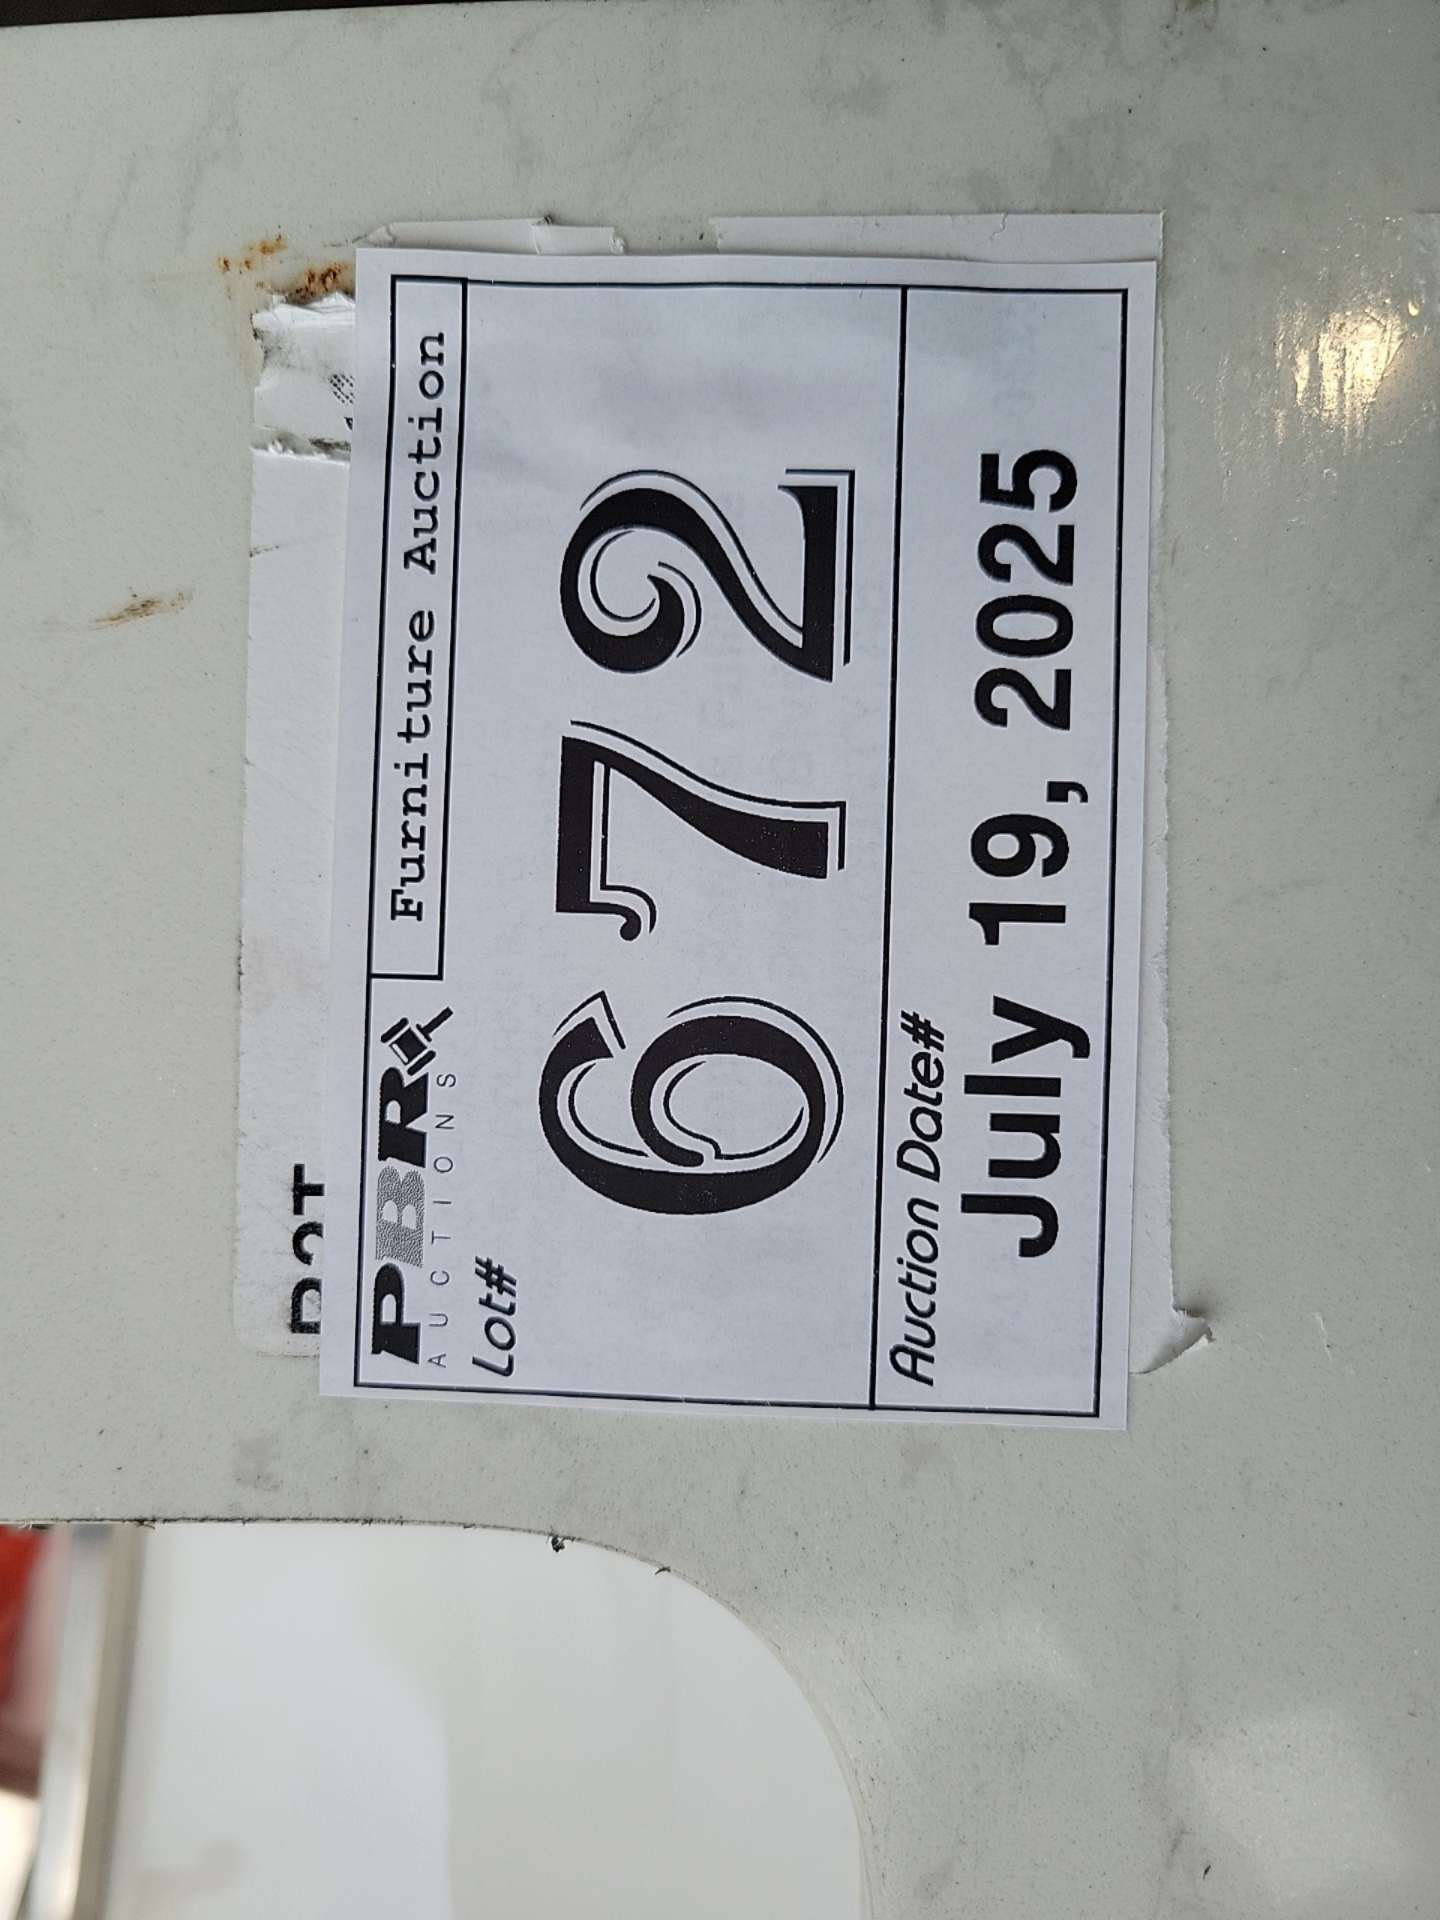 PBR
AUCTIONS
Furniture Auction
Lot#
672
Auction Date#
July 19, 2025